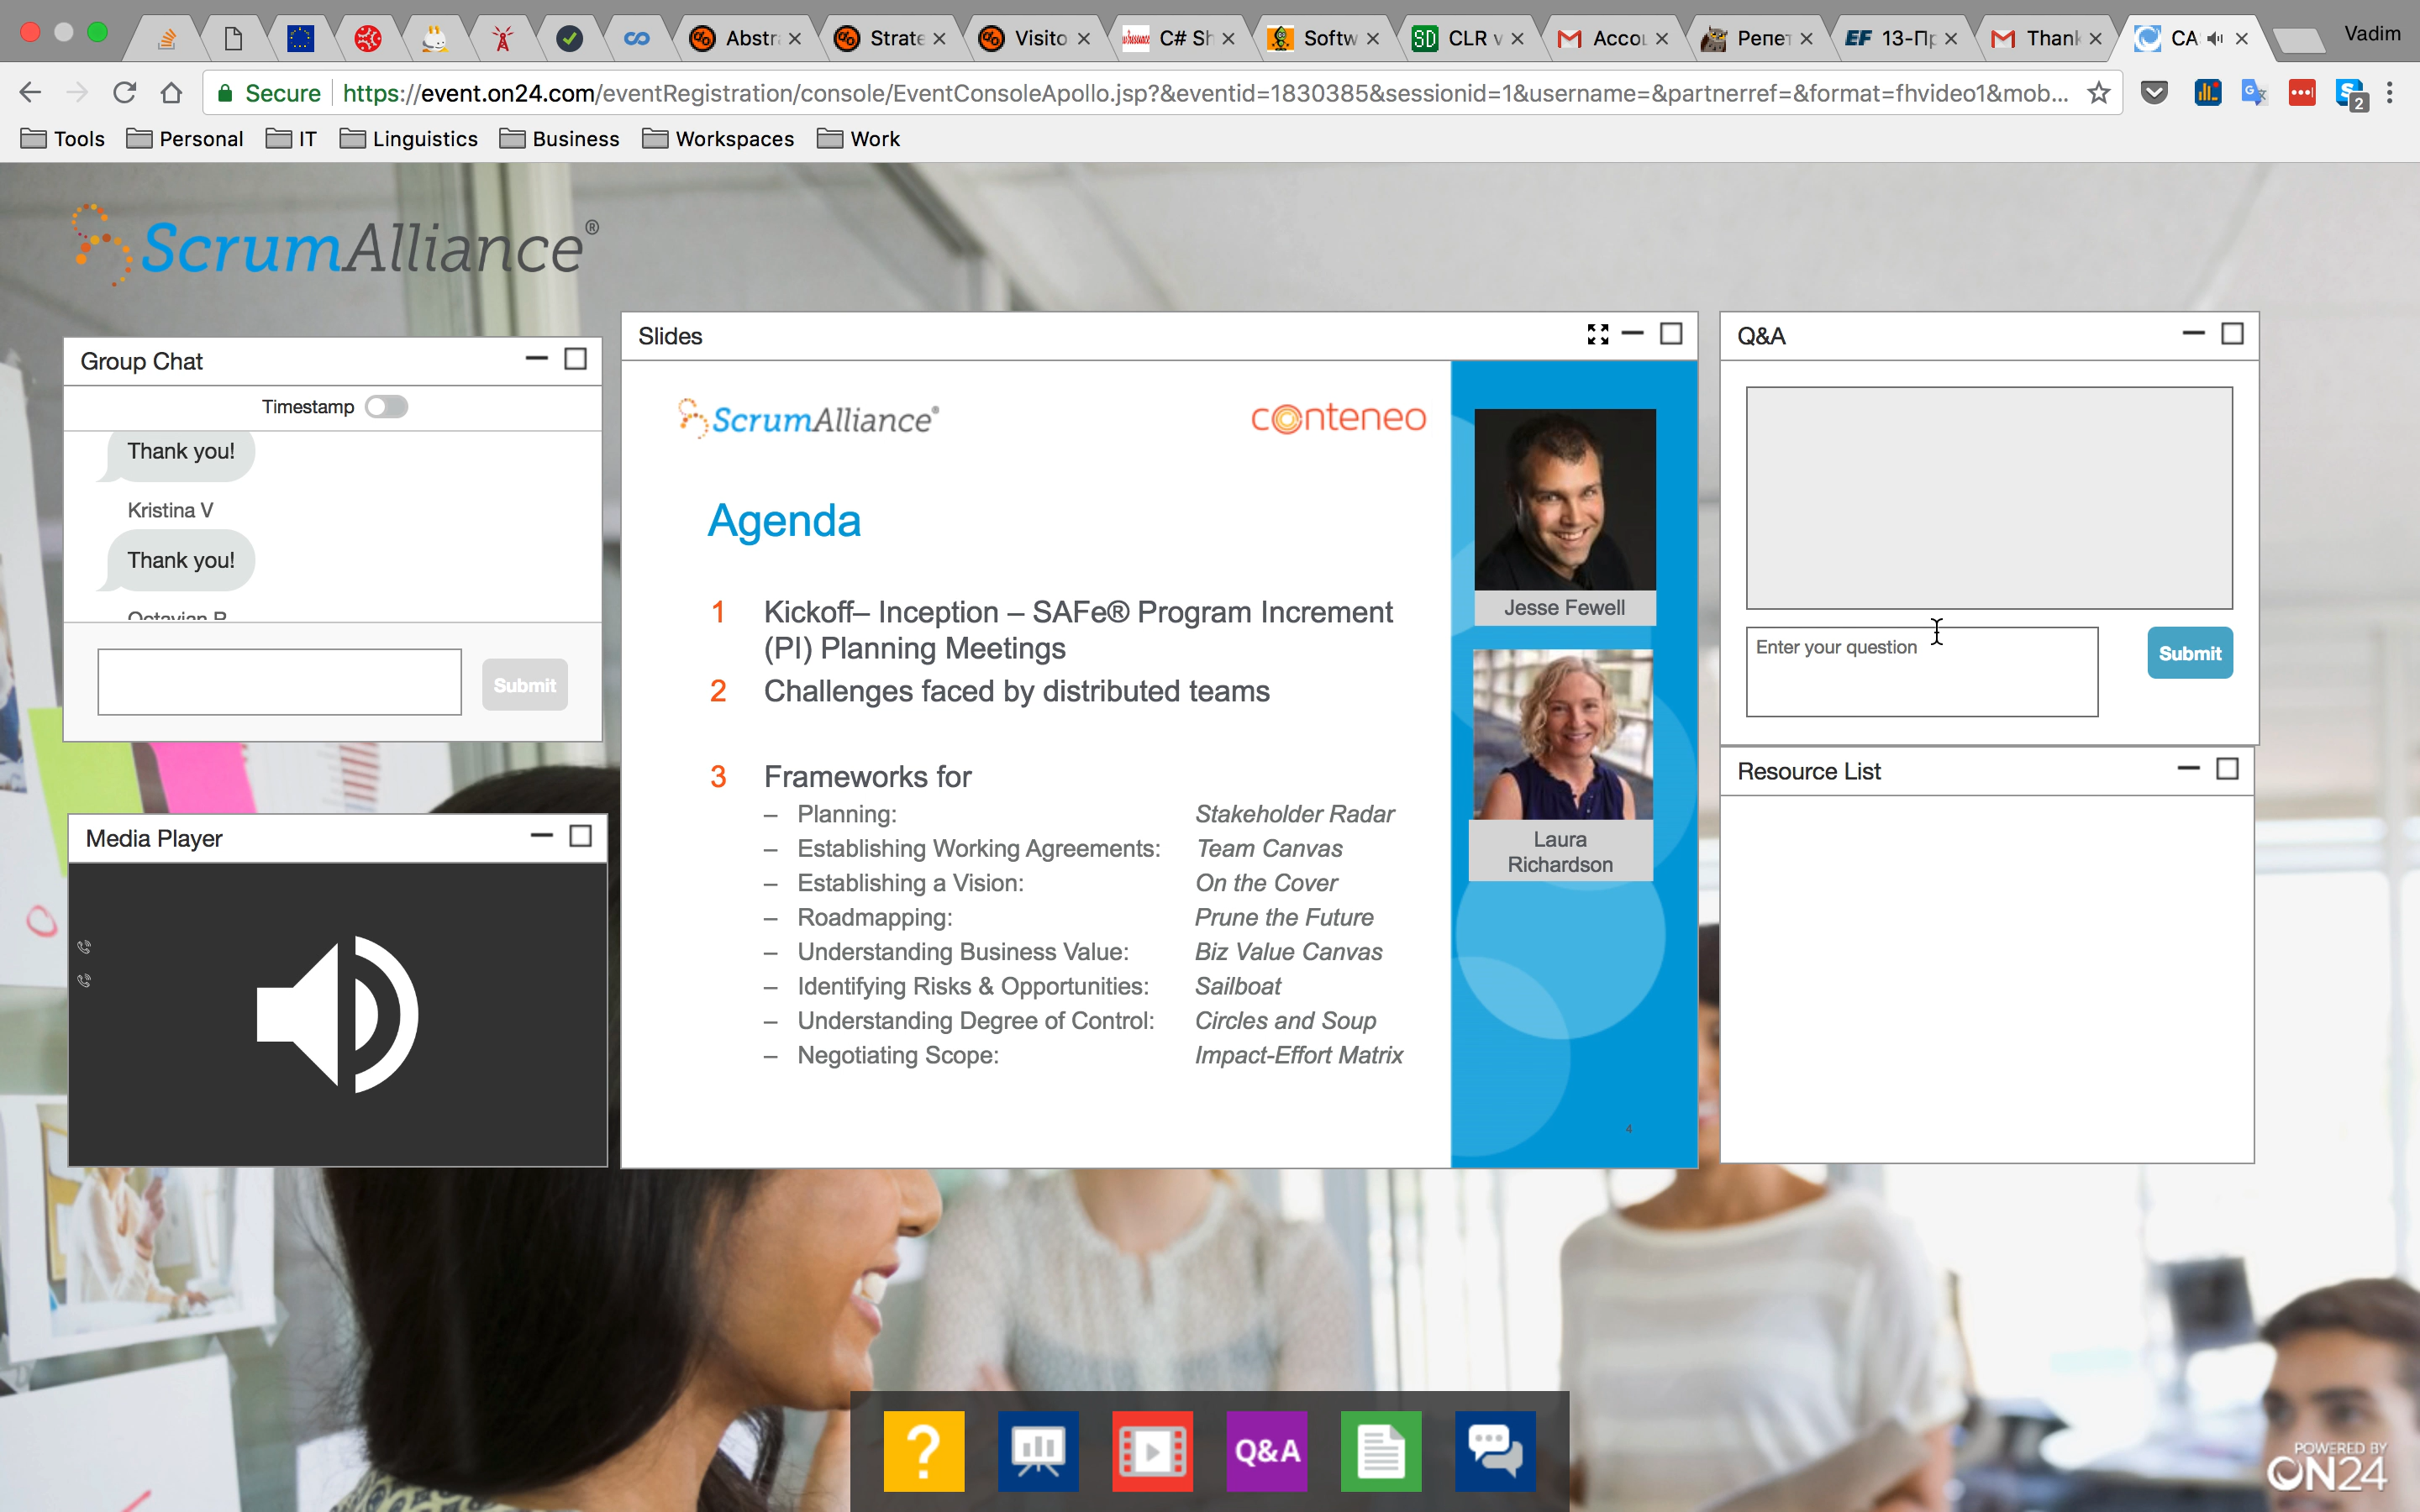 Abstr
Strate
Visito
C# Sh
Softw
CLR v
Accou
Репет
13-Пр
Thank
CA
Vadim
Secure
https://event.on24.com/eventRegistration/console/EventConsoleApollo.jsp?&eventid=1830385&sessionid=1&username=&partnerref=&format=fhvideo1&mob...
2
Tools
Personal
IT
Linguistics
Business
Workspaces
Work
ScrumAlliance®
Group Chat
Timestamp
Thank you!
Kristina V
Thank you!
Octavian R
Submit
Media Player
Slides
ScrumAlliance®
conteneo
Agenda
1 Kickoff– Inception – SAFe® Program Increment
(PI) Planning Meetings
2 Challenges faced by distributed teams
3 Frameworks for
– Planning: Stakeholder Radar
– Establishing Working Agreements: Team Canvas
– Establishing a Vision: On the Cover
– Roadmapping: Prune the Future
– Understanding Business Value: Biz Value Canvas
– Identifying Risks & Opportunities: Sailboat
– Understanding Degree of Control: Circles and Soup
– Negotiating Scope: Impact-Effort Matrix
Jesse Fewell
Laura
Richardson
4
Q&A
Enter your question
Submit
Resource List
?
Q&A
POWERED BY
ON24